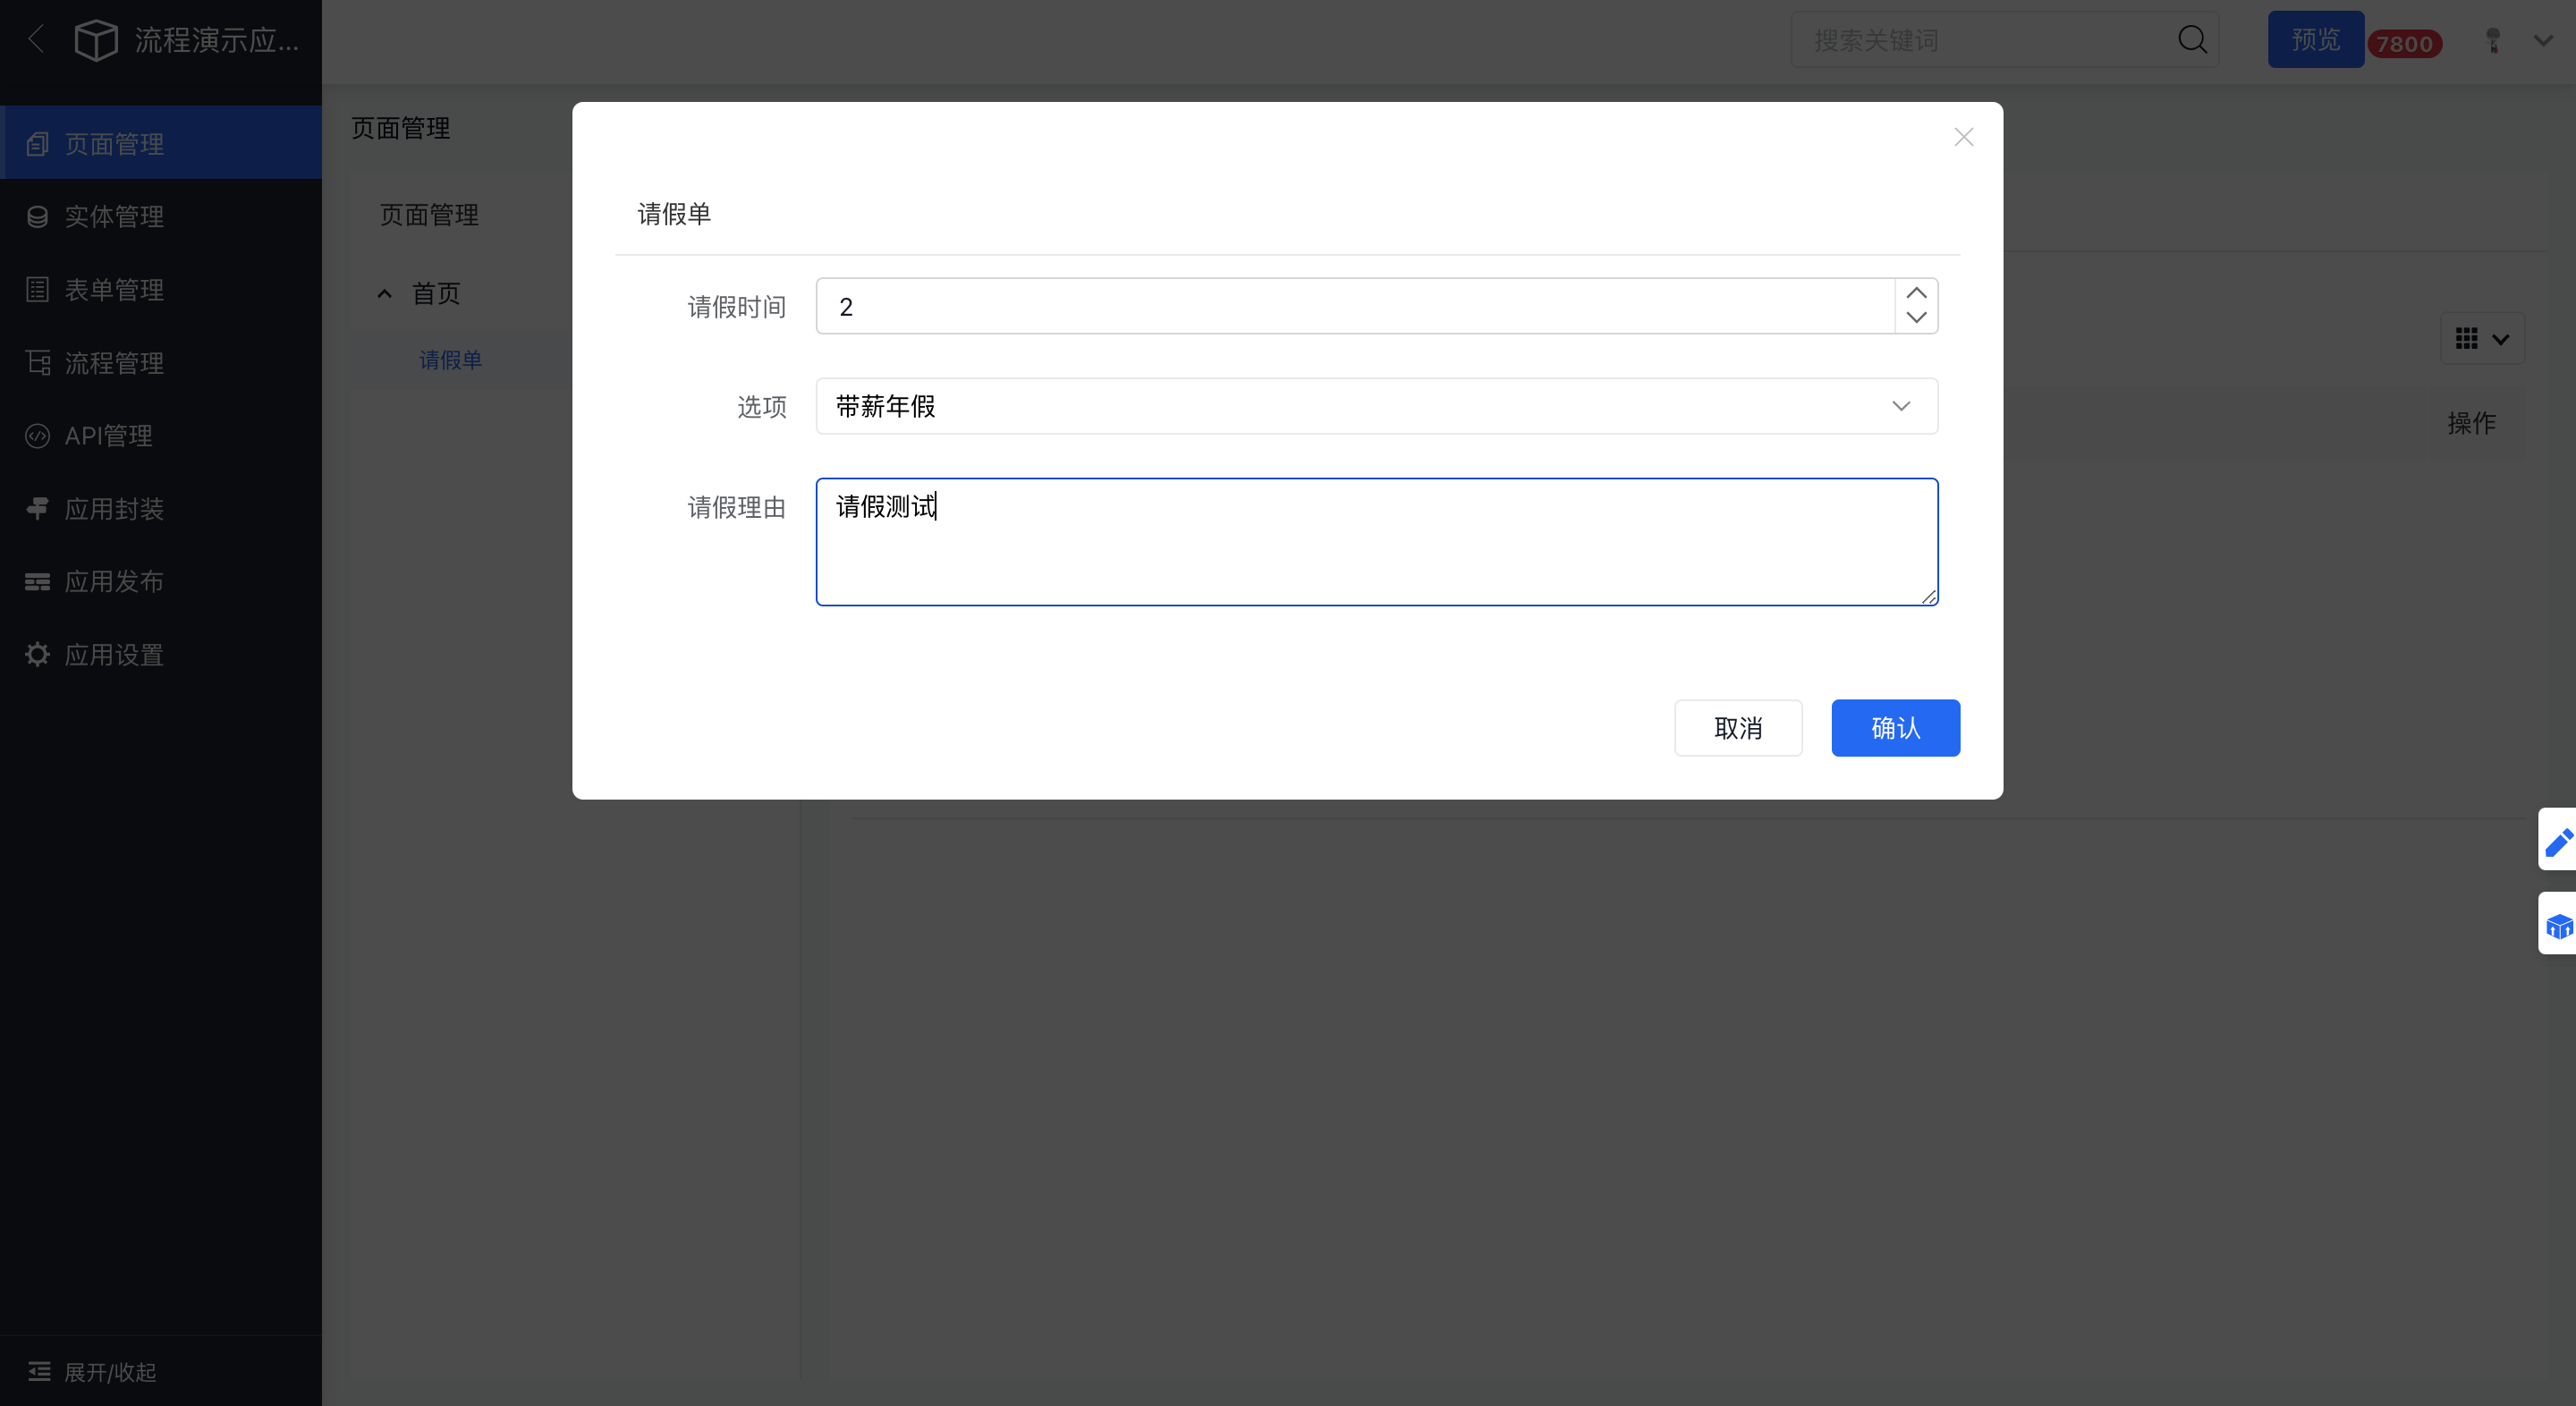 流程演示应...
搜索关键词
预览
7800
页面管理
实体管理
表单管理
流程管理
API管理
应用封装
应用发布
应用设置
展开/收起
页面管理
页面管理
首页
请假单
操作
请假单
请假时间
2
选项
带薪年假
请假理由
请假测试
取消
确认